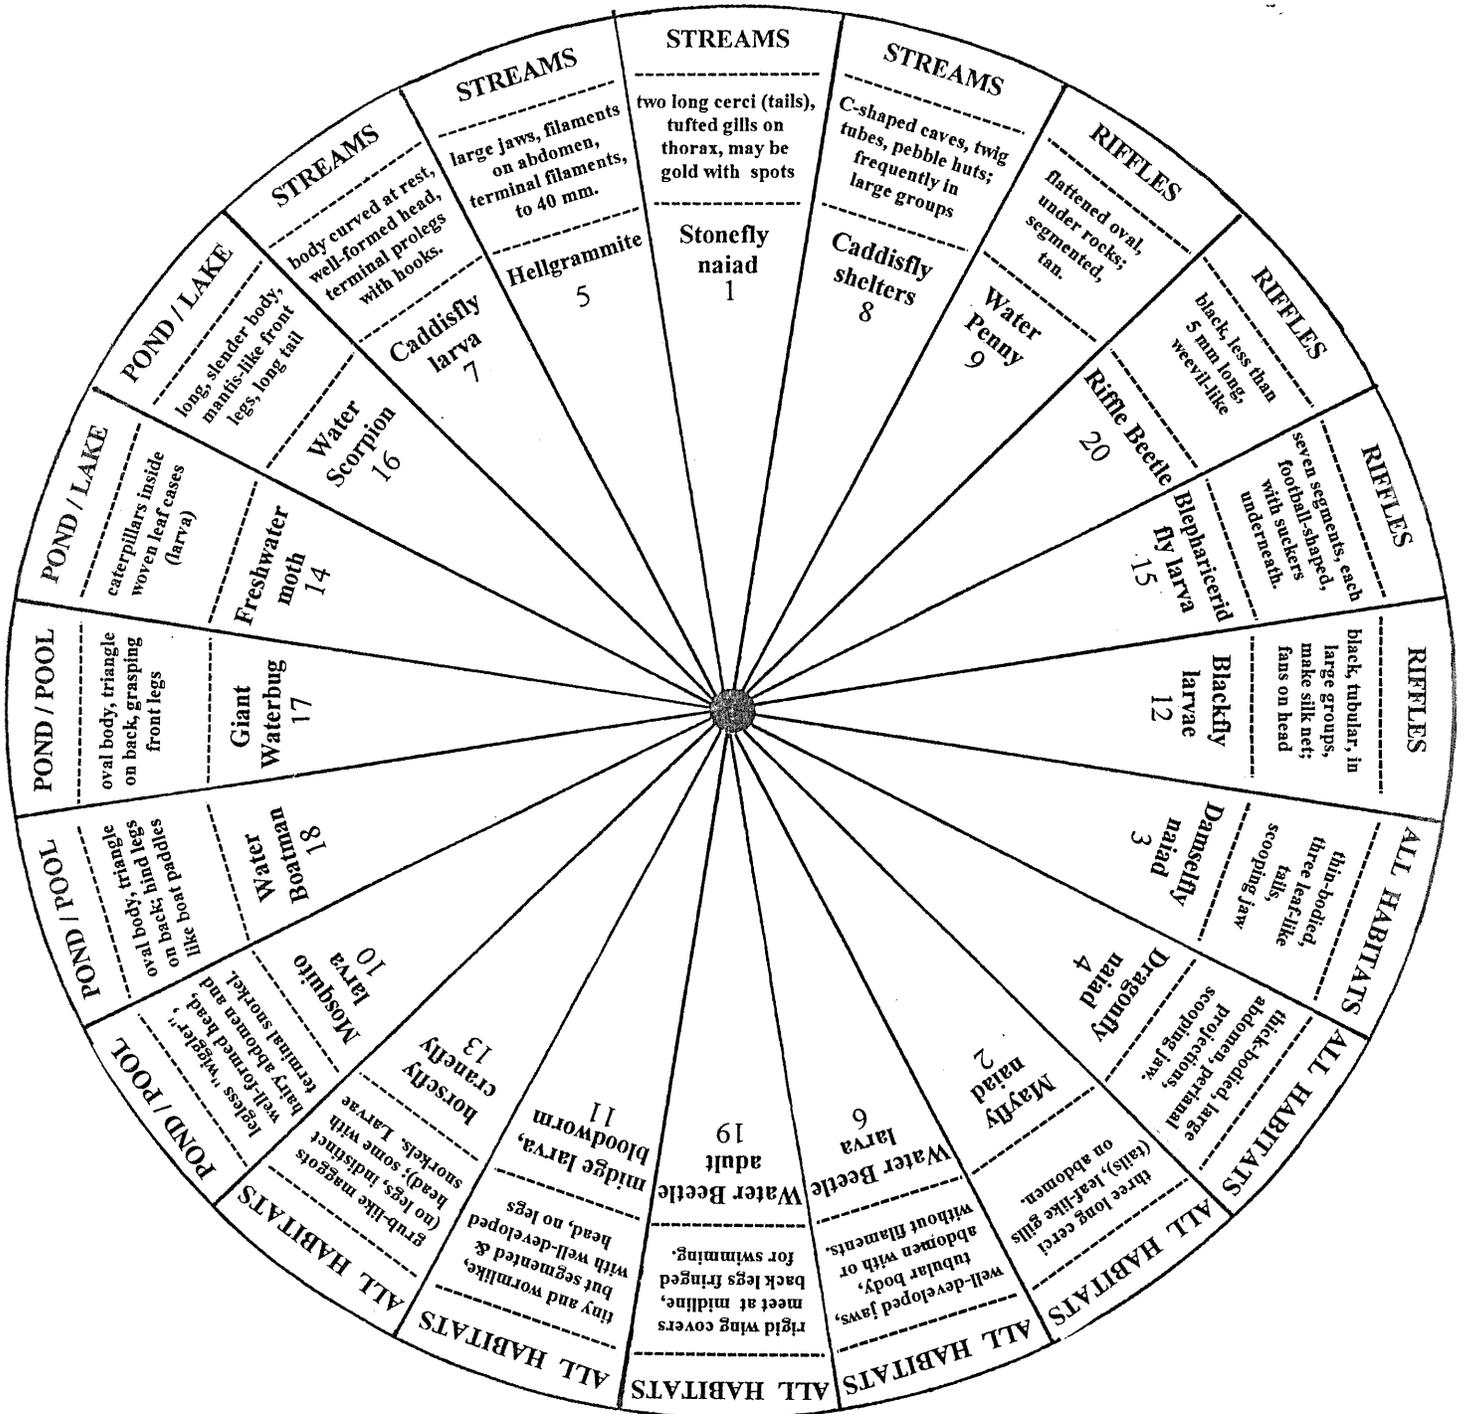 STREAMS
two long cerci (tails),
tufted gills on
thorax, may be
gold with spots
Stonefly
naiad
1
STREAMS
C-shaped caves, twig
tubes, pebble huts;
frequently in
large groups
Caddisfly
shelters
8
RIFFLES
flattened oval,
under rocks;
segmented,
tan.
Water
Penny
9
RIFFLES
black, less than
5 mm long,
weevil-like
Riffle Beetle
20
RIFFLES
seven segments, each
football-shaped,
with suckers
underneath.
Blepharicerid
fly larva
15
RIFFLES
black, tubular, in
large groups,
make silk net;
fans on head
Blackfly
larvae
12
ALL HABITATS
thin-bodied,
three leaf-like
tails,
scooping jaw
Damselfly
naiad
3
ALL HABITATS
thick-bodied, large
abdomen, perianal
projections,
scooping jaw.
Dragonfly
naiad
4
ALL HABITATS
three long cerci
(tails), leaf-like gills
on abdomen.
Mayfly
naiad
2
ALL HABITATS
well-developed jaws,
tubular body,
abdomen with or
without filaments.
Water Beetle
larva
6
ALL HABITATS
rigid wing covers
meet at midline,
back legs fringed
for swimming.
Water Beetle
adult
19
ALL HABITATS
tiny and wormlike,
but segmented &
with well-developed
head, no legs
midge larva,
bloodworm
11
ALL HABITATS
grub-like maggots
(no legs, indistinct
head), some with
snorkels. Larvae
horsefly
cranefly
13
POND / POOL
legless "wiggler",
well-formed head,
hairy abdomen and
terminal snorkel.
Mosquito
larva
10
POND / POOL
oval body, triangle
on back; hind legs
like boat paddles
Water
Boatman
18
POND / POOL
oval body, triangle
on back, grasping
front legs
Giant
Waterbug
17
POND / LAKE
caterpillars inside
woven leaf cases
(larva)
Freshwater
moth
14
POND / LAKE
long, slender body,
mantis-like front
legs, long tail
Water
Scorpion
16
STREAMS
body curved at rest,
well-formed head,
terminal prolegs
with hooks.
Caddisfly
larva
7
STREAMS
large jaws, filaments
on abdomen,
terminal filaments,
to 40 mm.
Hellgrammite
5